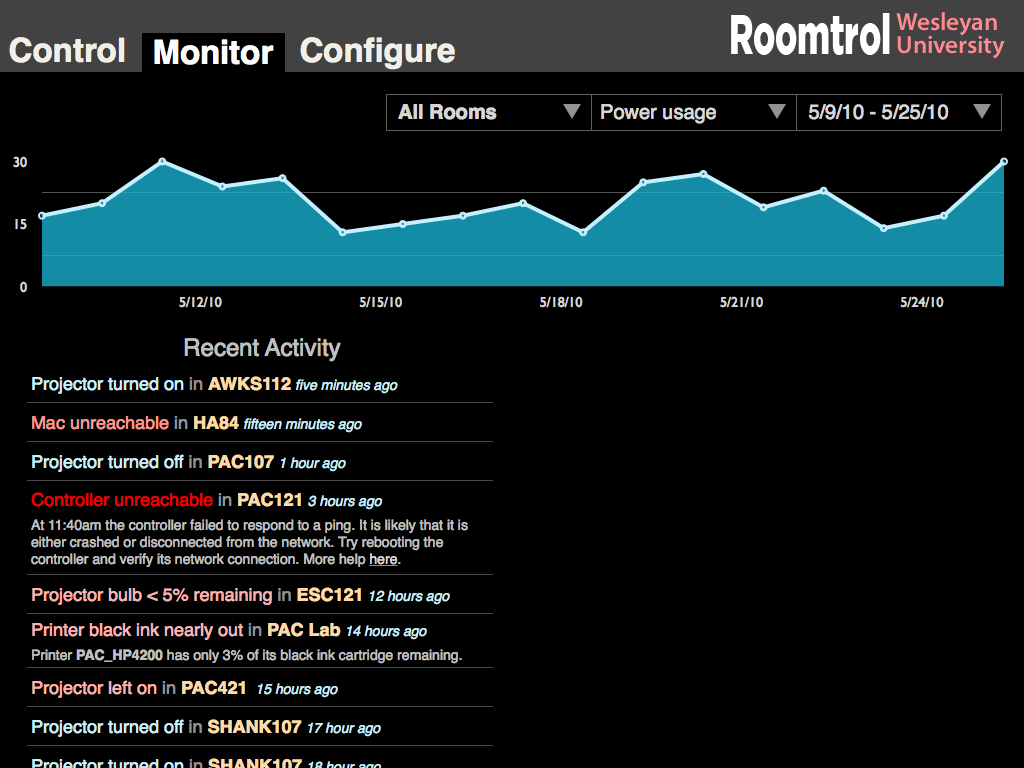 Control Monitor Configure
Roomtrol Wesleyan
University
All Rooms Power usage 5/9/10 - 5/25/10
30
15
0
5/12/10 5/15/10 5/18/10 5/21/10 5/24/10
Recent Activity
Projector turned on in AWKS112 five minutes ago
Mac unreachable in HA84 fifteen minutes ago
Projector turned off in PAC107 1 hour ago
Controller unreachable in PAC121 3 hours ago
At 11:40am the controller failed to respond to a ping. It is likely that it is
either crashed or disconnected from the network. Try rebooting the
controller and verify its network connection. More help here.
Projector bulb < 5% remaining in ESC121 12 hours ago
Printer black ink nearly out in PAC Lab 14 hours ago
Printer PAC_HP4200 has only 3% of its black ink cartridge remaining.
Projector left on in PAC421 15 hours ago
Projector turned off in SHANK107 17 hour ago
Projector turned on in SHANK107 18 hour ago